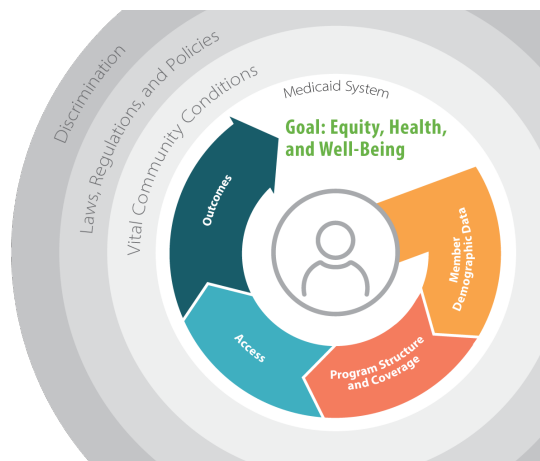 Discrimination
Laws, Regulations, and Policies
Vital Community Conditions
Medicaid System
Goal: Equity, Health,
and Well-Being
Member
Demographic Data
Program Structure
and Coverage
Access
Outcomes